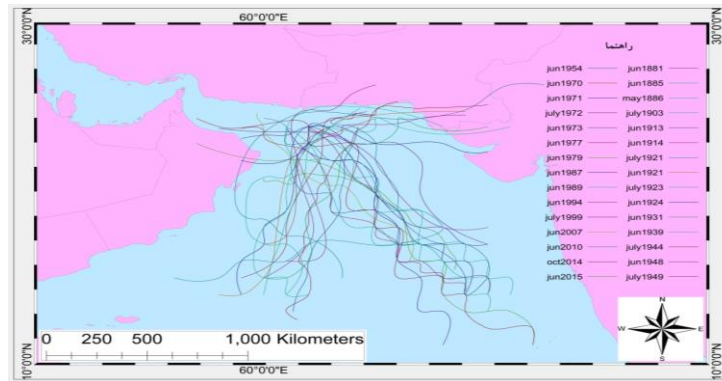 60°0'0"E
30°0'0"N
30°0'0"N
راهنما
jun1954 jun1881
jun1970 jun1885
jun1971 may1886
july1972 july1903
jun1973 jun1913
jun1977 jun1914
jun1979 july1921
jun1987 jun1921
jun1989 july1923
jun1994 jun1924
july1999 jun1931
jun2007 jun1939
jun2010 july1944
oct2014 jun1948
jun2015 july1949
N
W E
S
0 250 500 1,000 Kilometers
10°0'0"N
10°0'0"N
60°0'0"E